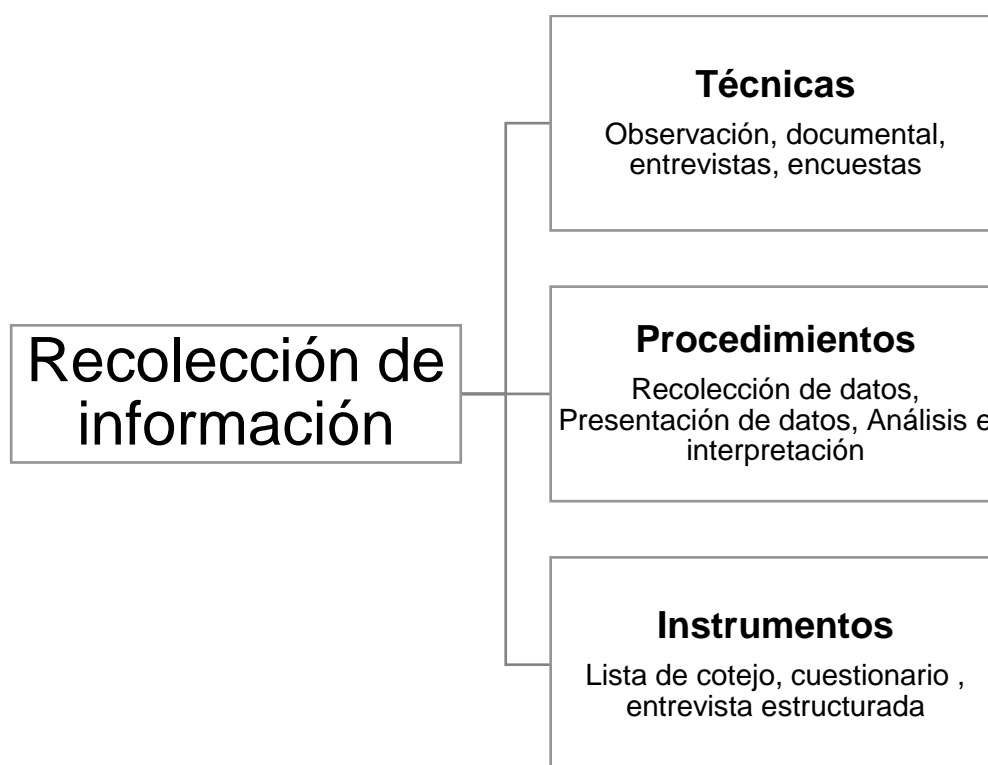 Recolección de
información
Técnicas
Observación, documental,
entrevistas, encuestas
Procedimientos
Recolección de datos,
Presentación de datos, Análisis e
interpretación
Instrumentos
Lista de cotejo, cuestionario ,
entrevista estructurada